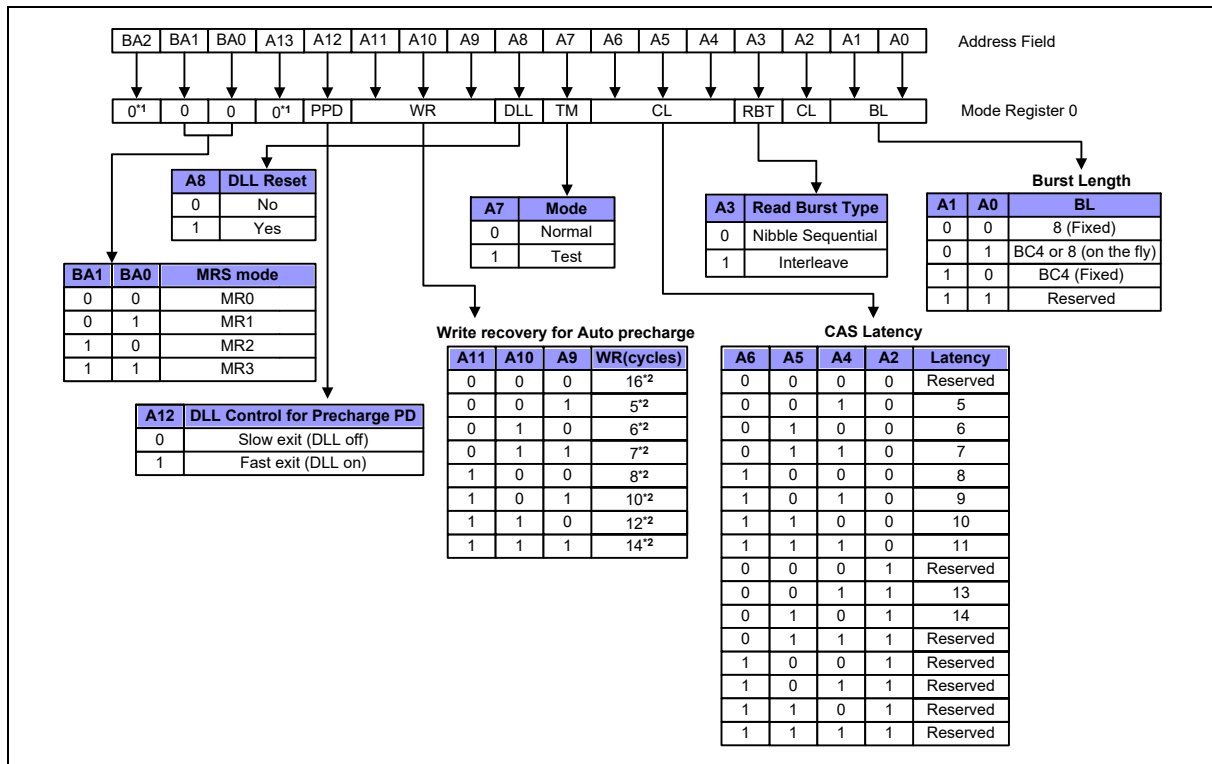 BA2 BA1 BA0 A13 A12 A11 A10 A9 A8 A7 A6 A5 A4 A3 A2 A1 A0 Address Field
0*1 0 0 0*1 PPD WR DLL TM CL RBT CL BL Mode Register 0
A8 DLL Reset
0 No
1 Yes
A7 Mode
0 Normal
1 Test
A3 Read Burst Type
0 Nibble Sequential
1 Interleave
Burst Length
A1 A0 BL
0 0 8 (Fixed)
0 1 BC4 or 8 (on the fly)
1 0 BC4 (Fixed)
1 1 Reserved
BA1 BA0 MRS mode
0 0 MR0
0 1 MR1
1 0 MR2
1 1 MR3
A12 DLL Control for Precharge PD
0 Slow exit (DLL off)
1 Fast exit (DLL on)
Write recovery for Auto precharge
A11 A10 A9 WR(cycles)
0 0 0 16*2
0 0 1 5*2
0 1 0 6*2
0 1 1 7*2
1 0 0 8*2
1 0 1 10*2
1 1 0 12*2
1 1 1 14*2
CAS Latency
A6 A5 A4 A2 Latency
0 0 0 0 Reserved
0 0 1 0 5
0 1 0 0 6
0 1 1 0 7
1 0 0 0 8
1 0 1 0 9
1 1 0 0 10
1 1 1 0 11
0 0 0 1 Reserved
0 0 1 1 13
0 1 0 1 14
0 1 1 1 Reserved
1 0 0 1 Reserved
1 0 1 1 Reserved
1 1 0 1 Reserved
1 1 1 1 Reserved